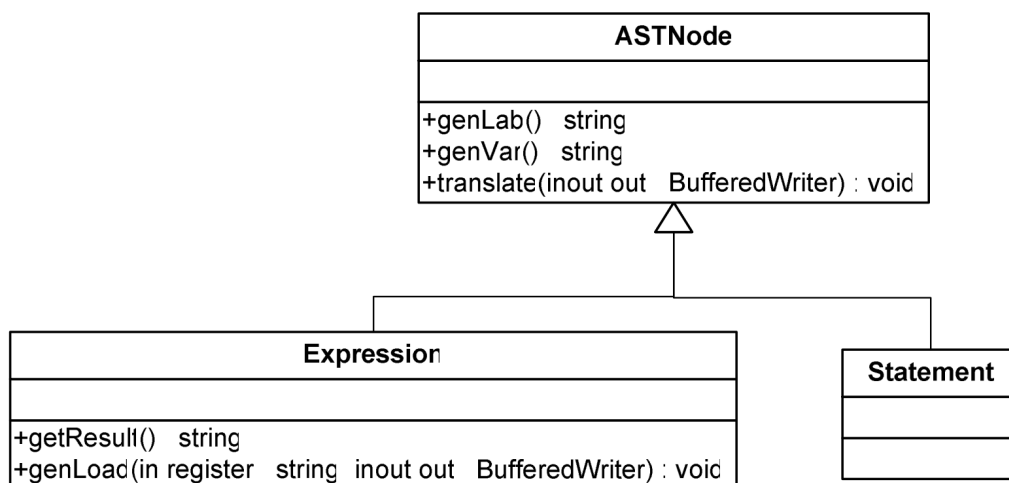 ASTNode
+genLab() string
+genVar() string
+translate(inout out BufferedWriter) : void
Expression
+getResult() string
+genLoad(in register string inout out BufferedWriter) : void
Statement